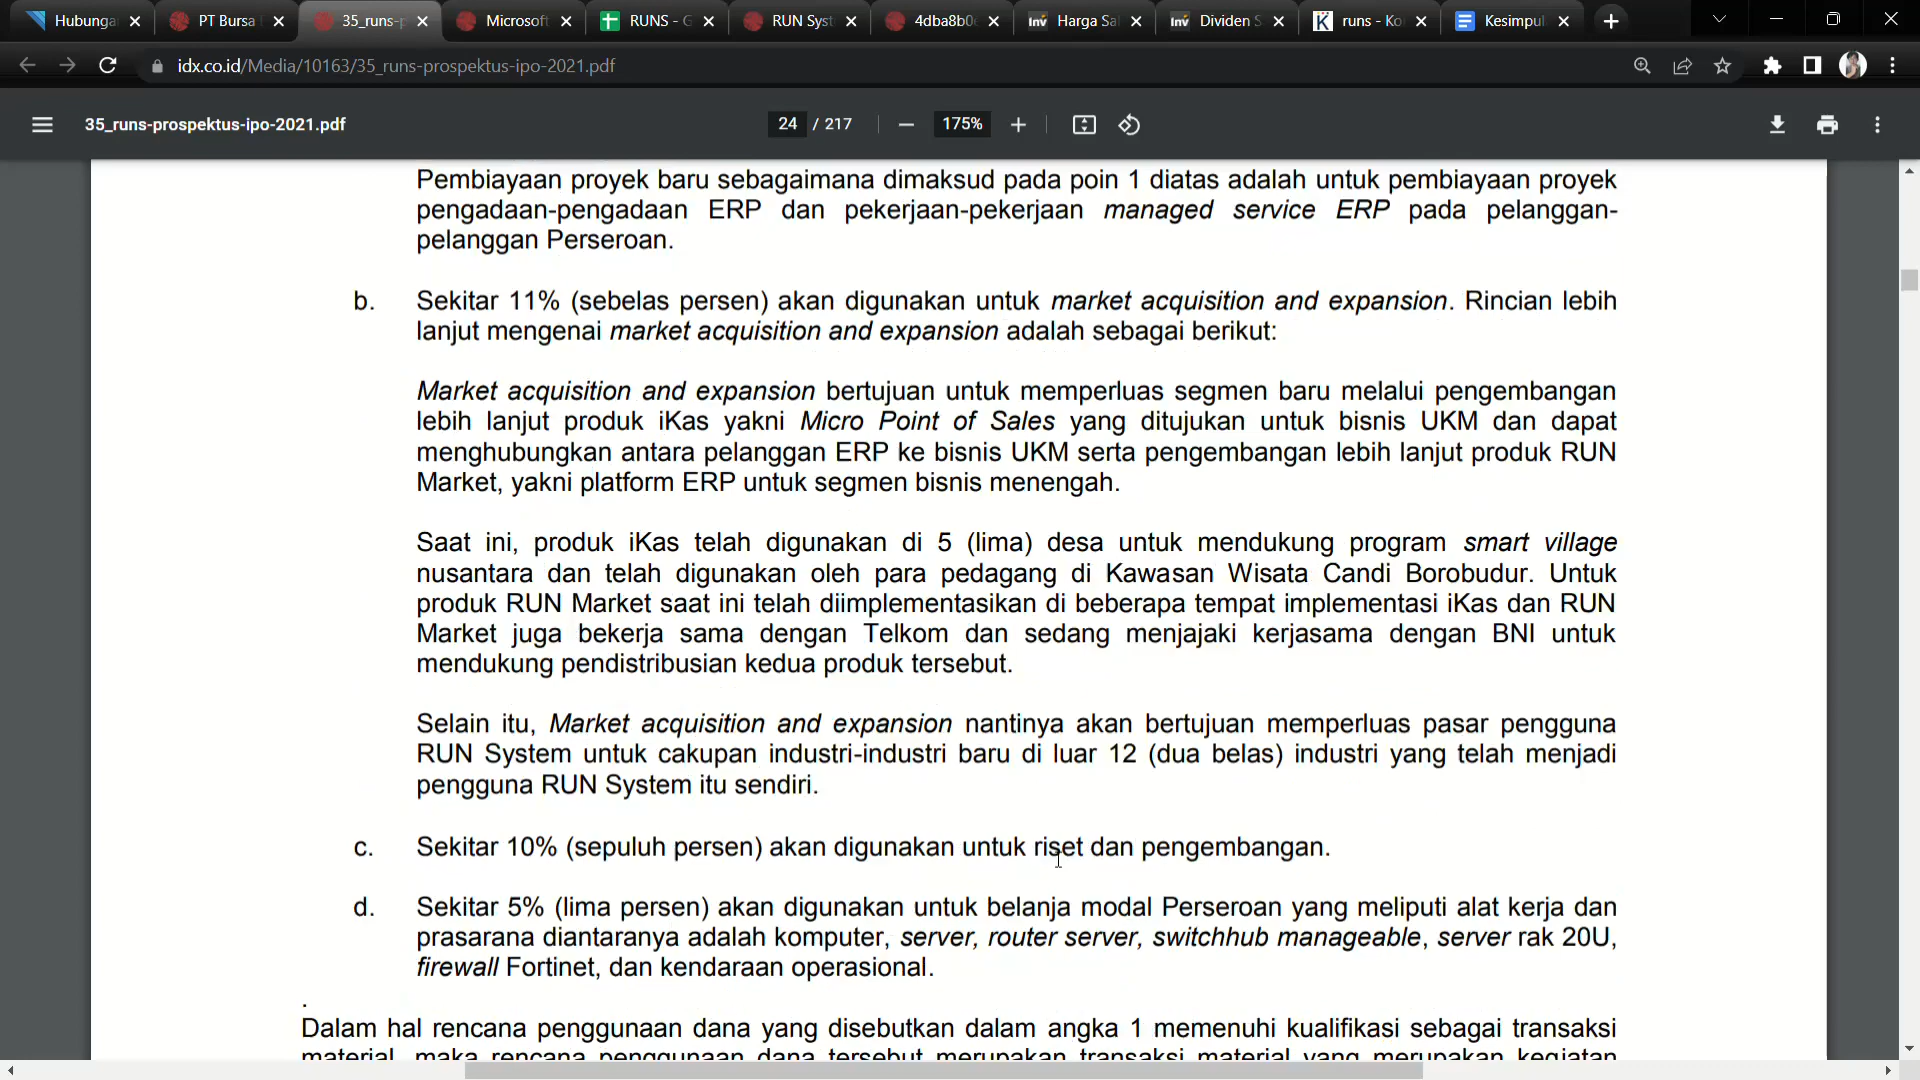 Hubunga
PT Bursa
35_runs-p
Microsoft
RUNS - G
RUN Syst
4dba8b0
Harga Sa
Dividen S
runs - Ko
Kesimpul
idx.co.id/Media/10163/35_runs-prospektus-ipo-2021.pdf
35_runs-prospektus-ipo-2021.pdf
24 / 217
175%
Pembiayaan proyek baru sebagaimana dimaksud pada poin 1 diatas adalah untuk pembiayaan proyek
pengadaan-pengadaan ERP dan pekerjaan-pekerjaan managed service ERP pada pelanggan-
pelanggan Perseroan.
b. Sekitar 11% (sebelas persen) akan digunakan untuk market acquisition and expansion. Rincian lebih
lanjut mengenai market acquisition and expansion adalah sebagai berikut:
Market acquisition and expansion bertujuan untuk memperluas segmen baru melalui pengembangan
lebih lanjut produk iKas yakni Micro Point of Sales yang ditujukan untuk bisnis UKM dan dapat
menghubungkan antara pelanggan ERP ke bisnis UKM serta pengembangan lebih lanjut produk RUN
Market, yakni platform ERP untuk segmen bisnis menengah.
Saat ini, produk iKas telah digunakan di 5 (lima) desa untuk mendukung program smart village
nusantara dan telah digunakan oleh para pedagang di Kawasan Wisata Candi Borobudur. Untuk
produk RUN Market saat ini telah diimplementasikan di beberapa tempat implementasi iKas dan RUN
Market juga bekerja sama dengan Telkom dan sedang menjajaki kerjasama dengan BNI untuk
mendukung pendistribusian kedua produk tersebut.
Selain itu, Market acquisition and expansion nantinya akan bertujuan memperluas pasar pengguna
RUN System untuk cakupan industri-industri baru di luar 12 (dua belas) industri yang telah menjadi
pengguna RUN System itu sendiri.
c. Sekitar 10% (sepuluh persen) akan digunakan untuk riset dan pengembangan.
d. Sekitar 5% (lima persen) akan digunakan untuk belanja modal Perseroan yang meliputi alat kerja dan
prasarana diantaranya adalah komputer, server, router server, switchhub manageable, server rak 20U,
firewall Fortinet, dan kendaraan operasional.
.
Dalam hal rencana penggunaan dana yang disebutkan dalam angka 1 memenuhi kualifikasi sebagai transaksi
material, maka rencana penggunaan dana tersebut merupakan transaksi material yang merupakan kegiatan